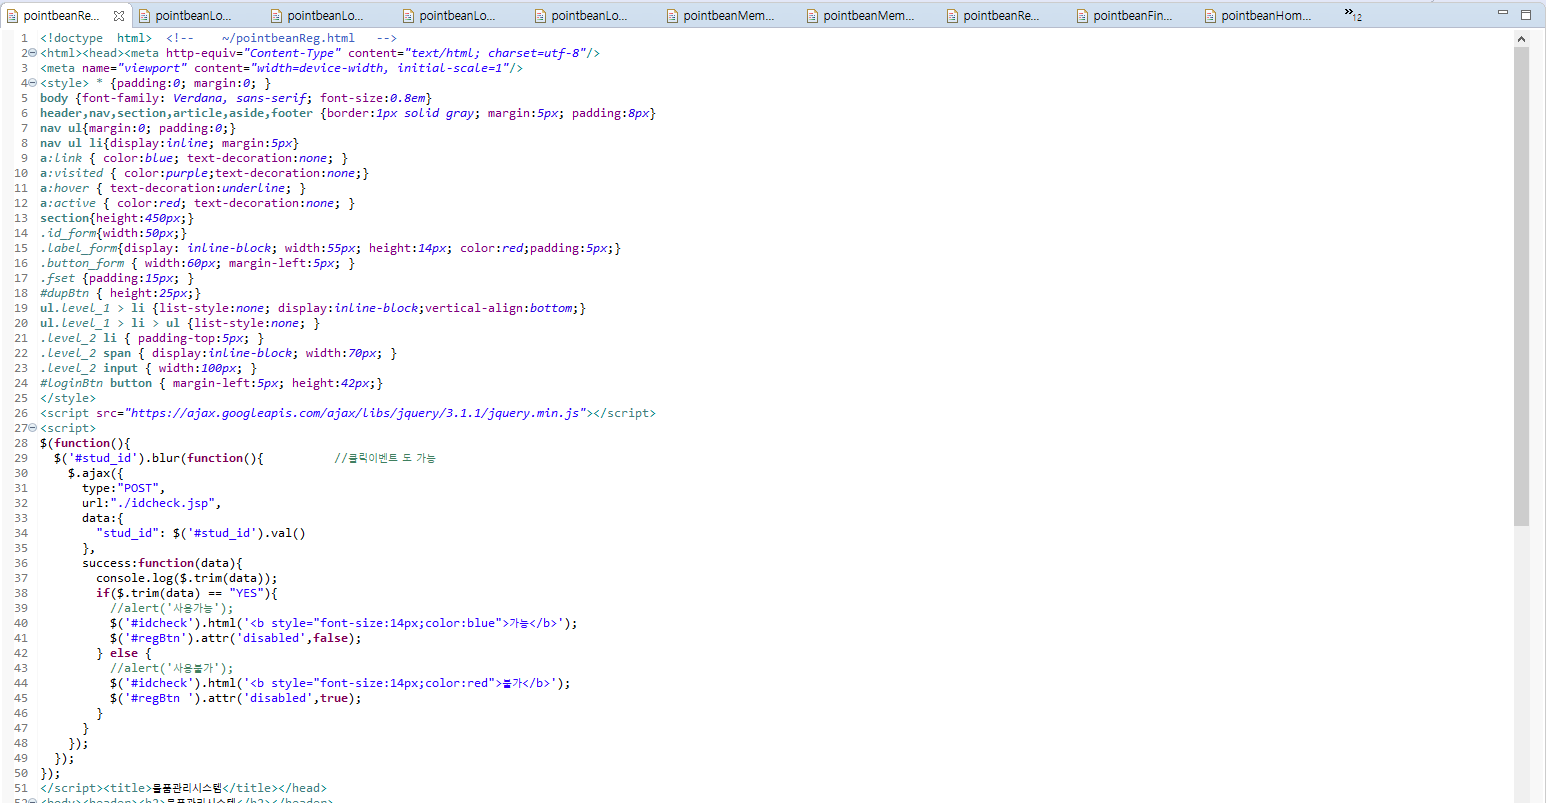 pointbeanRe... pointbeanLo... pointbeanLo... pointbeanLo... pointbeanLo... pointbeanMem... pointbeanMem... pointbeanRe... pointbeanFin... pointbeanHom... »12
1 <!doctype  html>  <!--    ~/pointbeanReg.html   -->
2 <html><head><meta http-equiv="Content-Type" content="text/html; charset=utf-8"/>
3 <meta name="viewport" content="width=device-width, initial-scale=1"/>
4 <style> * {padding:0; margin:0; }
5 body {font-family: Verdana, sans-serif; font-size:0.8em}
6 header,nav,section,article,aside,footer {border:1px solid gray; margin:5px; padding:8px}
7 nav ul{margin:0; padding:0;}
8 nav ul li{display:inline; margin:5px}
9 a:link { color:blue; text-decoration:none; }
10 a:visited { color:purple;text-decoration:none;}
11 a:hover { text-decoration:underline; }
12 a:active { color:red; text-decoration:none; }
13 section{height:450px;}
14 .id_form{width:50px;}
15 .label_form{display: inline-block; width:55px; height:14px; color:red;padding:5px;}
16 .button_form { width:60px; margin-left:5px; }
17 .fset {padding:15px; }
18 #dupBtn { height:25px;}
19 ul.level_1 > li {list-style:none; display:inline-block;vertical-align:bottom;}
20 ul.level_1 > li > ul {list-style:none; }
21 .level_2 li { padding-top:5px; }
22 .level_2 span { display:inline-block; width:70px; }
23 .level_2 input { width:100px; }
24 #loginBtn button { margin-left:5px; height:42px;}
25 </style>
26 <script src="https://ajax.googleapis.com/ajax/libs/jquery/3.1.1/jquery.min.js"></script>
27 <script>
28 $(function(){
29   $('#stud_id').blur(function(){          //클릭이벤트 도 가능
30     $.ajax({
31       type:"POST",
32       url:"./idcheck.jsp",
33       data:{
34         "stud_id": $('#stud_id').val()
35       },
36       success:function(data){
37         console.log($.trim(data));
38         if($.trim(data) == "YES"){
39           //alert('사용가능');
40           $('#idcheck').html('<b style="font-size:14px;color:blue">가능</b>');
41           $('#regBtn').attr('disabled',false);
42         } else {
43           //alert('사용불가');
44           $('#idcheck').html('<b style="font-size:14px;color:red">불가</b>');
45           $('#regBtn ').attr('disabled',true);
46         }
47       }
48     });
49   });
50 });
51 </script><title>물품관리시스템</title></head>
52 <body><header><h2>물품관리시스템</h2></header>